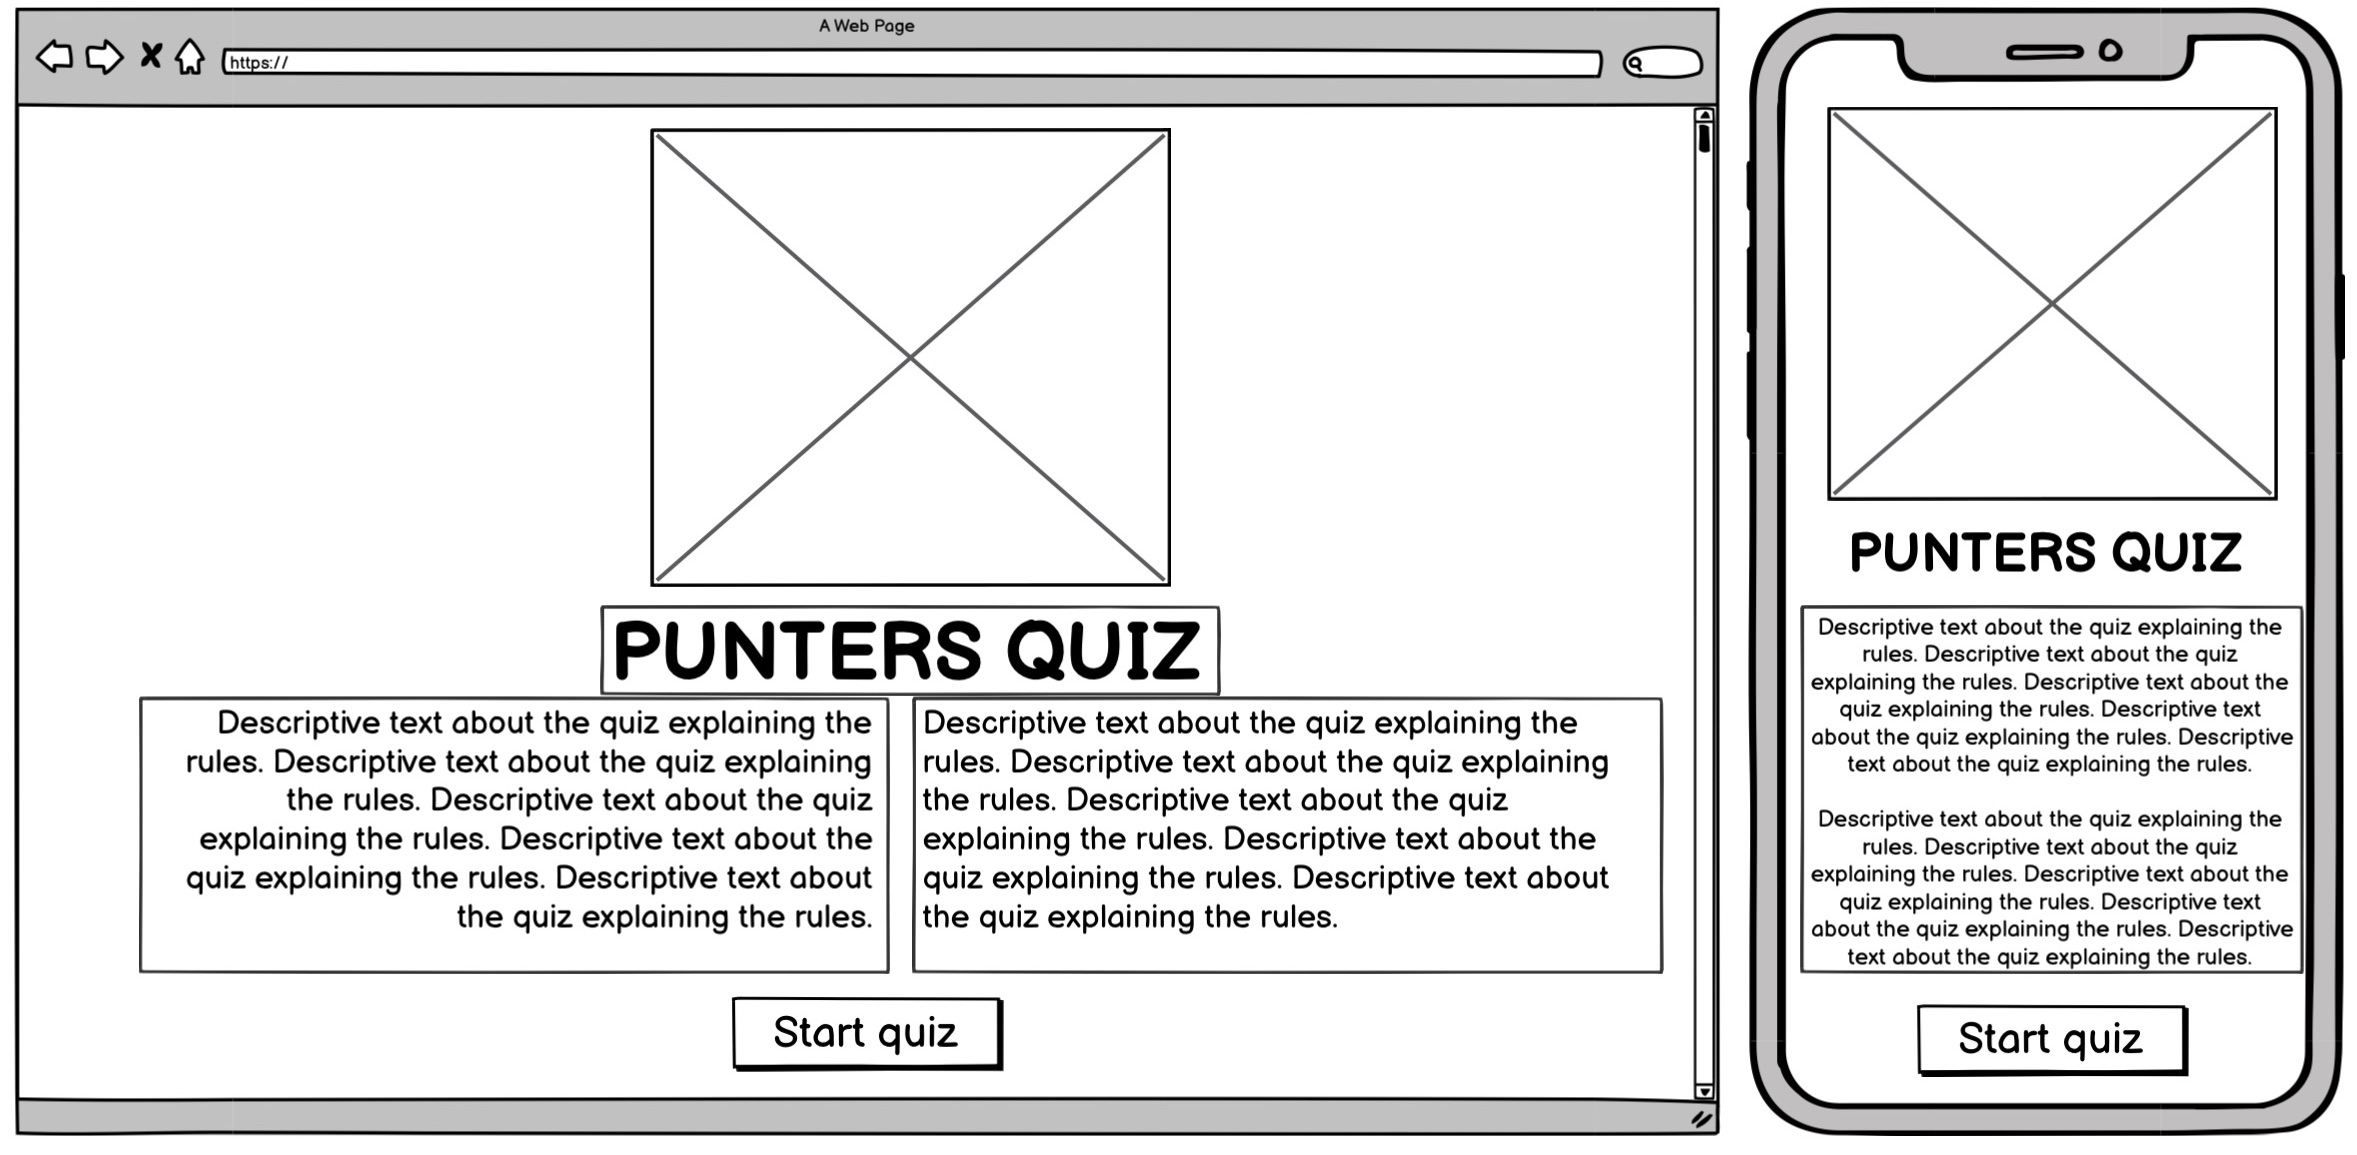 A Web Page
https://
PUNTERS QUIZ
Descriptive text about the quiz explaining the
rules. Descriptive text about the quiz explaining
the rules. Descriptive text about the quiz
explaining the rules. Descriptive text about the
quiz explaining the rules. Descriptive text about
the quiz explaining the rules.
Descriptive text about the quiz explaining the
rules. Descriptive text about the quiz explaining
the rules. Descriptive text about the quiz
explaining the rules. Descriptive text about the
quiz explaining the rules. Descriptive text about
the quiz explaining the rules.
Start quiz
PUNTERS QUIZ
Descriptive text about the quiz explaining the
rules. Descriptive text about the quiz
explaining the rules. Descriptive text about the
quiz explaining the rules. Descriptive text
about the quiz explaining the rules. Descriptive
text about the quiz explaining the rules.
Descriptive text about the quiz explaining the
rules. Descriptive text about the quiz
explaining the rules. Descriptive text about the
quiz explaining the rules. Descriptive text
about the quiz explaining the rules. Descriptive
text about the quiz explaining the rules.
Start quiz